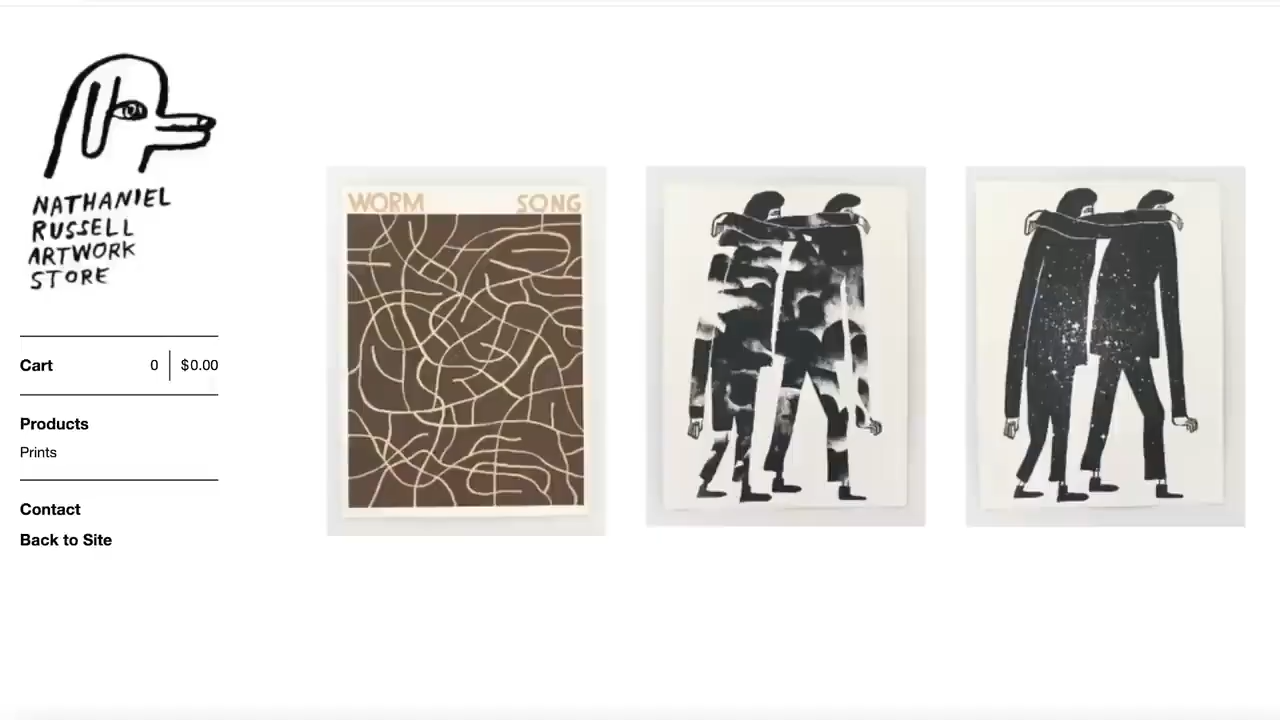 NATHANIEL
RUSSELL
ARTWORK
STORE
Cart 0 $0.00
Products
Prints
Contact
Back to Site
WORM SONG